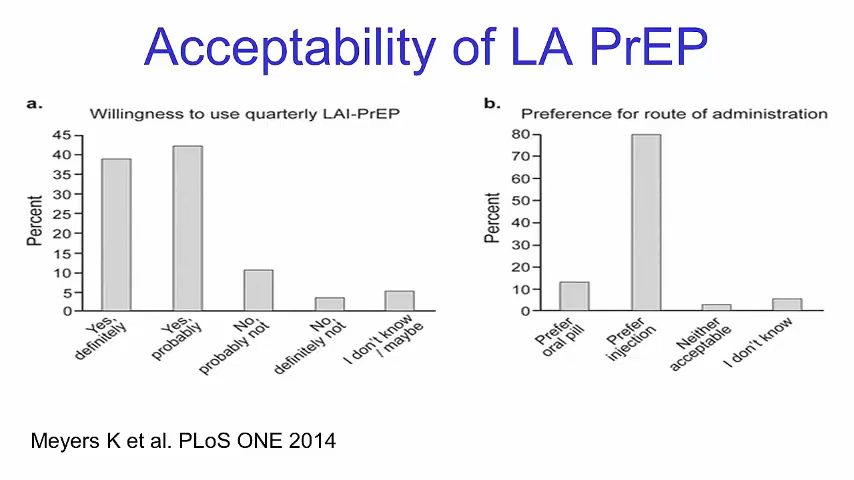 Acceptability of LA PrEP
a.
Willingness to use quarterly LAI-PrEP
Percent
45
40
35
30
25
20
15
10
5
0
Yes,
definitely
Yes,
probably
No,
probably not
No,
definitely not
I don't know
/ maybe
b.
Preference for route of administration
Percent
80
70
60
50
40
30
20
10
0
Prefer
oral pill
Prefer
injection
Neither
acceptable
I don't know
Meyers K et al. PLoS ONE 2014